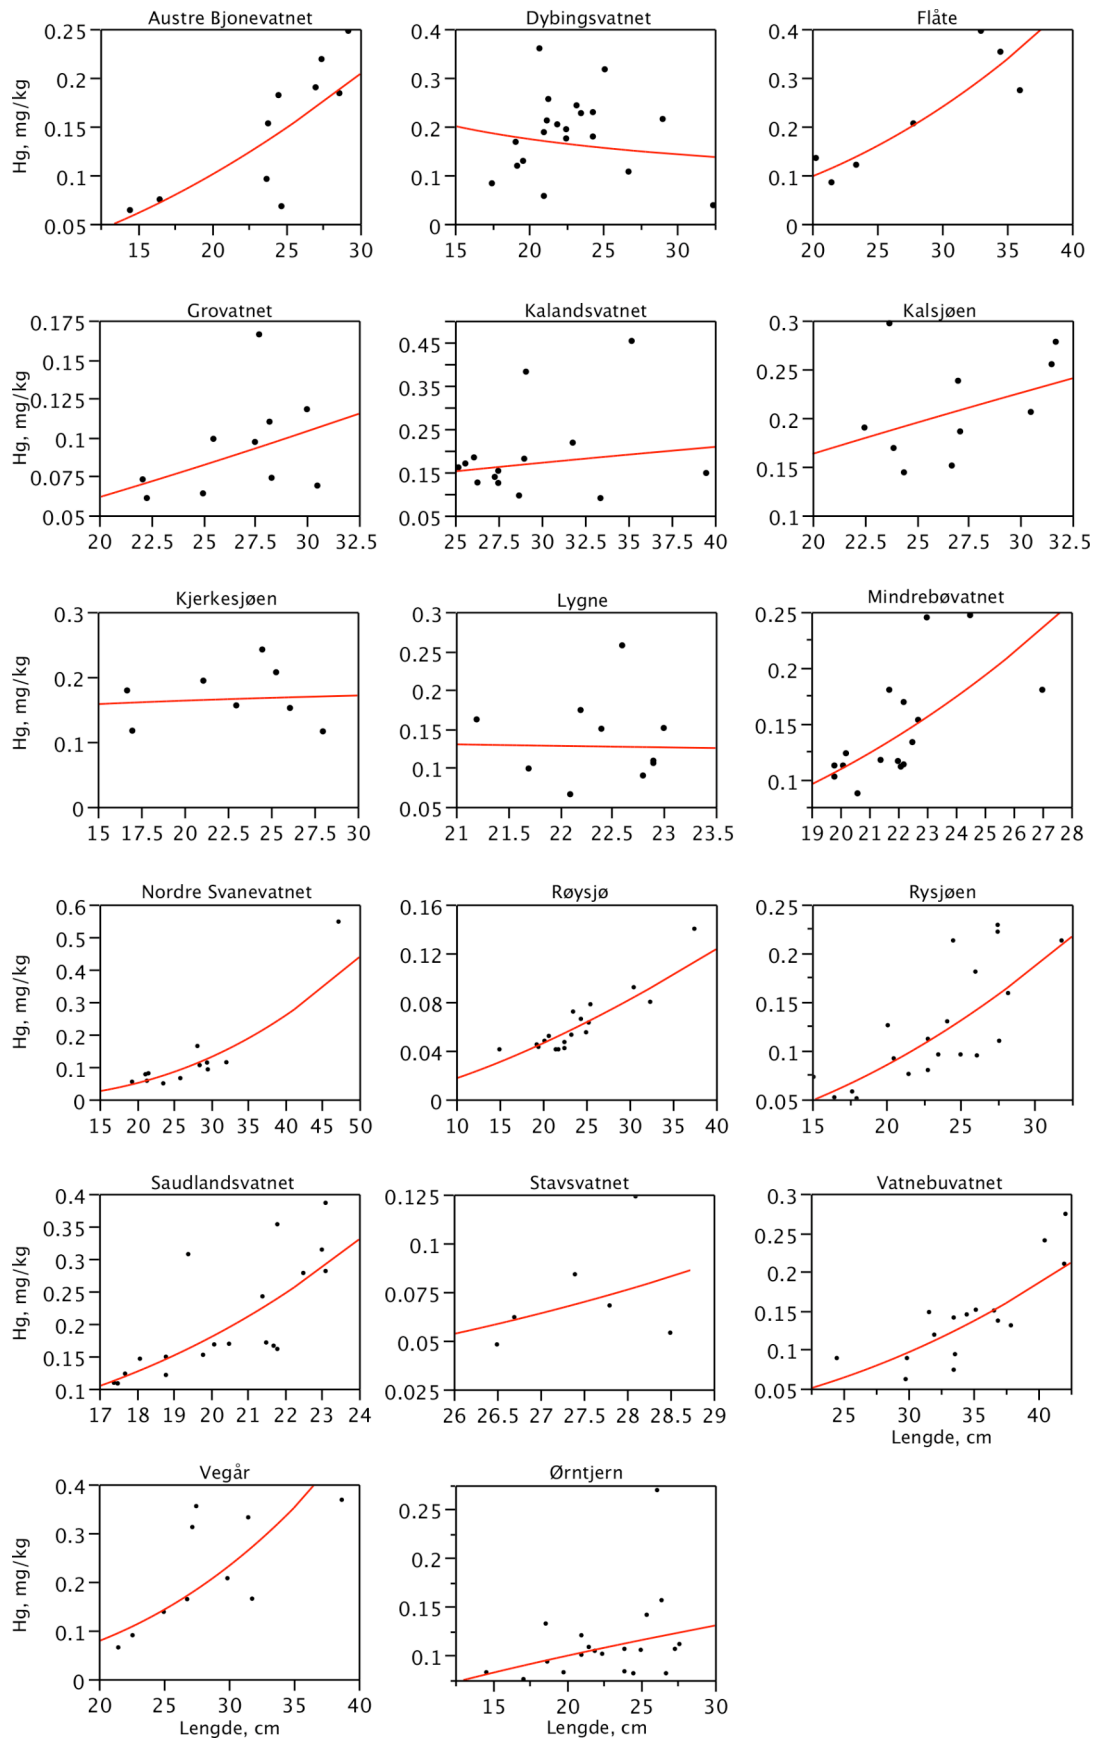 Austre Bjonevatnet Dybingsvatnet Flåte
0.25 0.4 0.4
0.2 0.3 0.3
0.15 0.2 0.2
0.1 0.1 0.1
0.05 0 0
Hg, mg/kg
15 20 25 30 15 20 25 30 20 25 30 35 40
Grovatnet Kalandsvatnet Kalsjøen
0.175 0.3
0.15 0.45 0.25
0.125 0.35 0.2
0.1 0.25 0.15
0.075 0.15 0.1
0.05 0.05
Hg, mg/kg
20 22.5 25 27.5 30 32.5 25 27.5 30 32.5 35 37.5 40 20 22.5 25 27.5 30 32.5
Kjerkesjøen Lygne Mindrebøvatnet
0.3 0.3 0.25
0.2 0.25 0.15
0.1 0.2 0.1
0 0.15
0.1
0.05
Hg, mg/kg
15 17.5 20 22.5 25 27.5 30 21 21.5 22 22.5 23 23.5 19 20 21 22 23 24 25 26 27 28
Nordre Svanevatnet Røysjø Rysjøen
0.6 0.16 0.25
0.5 0.12 0.15
0.4 0.08 0.1
0.3 0.04 0.05
0.2 0
0.1
0
Hg, mg/kg
15 20 25 30 35 40 45 50 10 15 20 25 30 35 40 20 25 30
15
Saudlandsvatnet Stavsvatnet Vatnebuvatnet
0.4 0.125 0.3
0.35 0.1 0.2
0.3 0.075 0.15
0.25 0.05 0.1
0.2 0.025 0.05
0.15
0.1
Hg, mg/kg
17 18 19 20 21 22 23 24 26 26.5 27 27.5 28 28.5 29 25 30 35 40
Lengde, cm
Vegår Ørntjern
0.4 0.25
0.3 0.2
0.2 0.15
0.1 0.1
0
Hg, mg/kg
20 25 30 35 40 15 20 25 30
Lengde, cm Lengde, cm